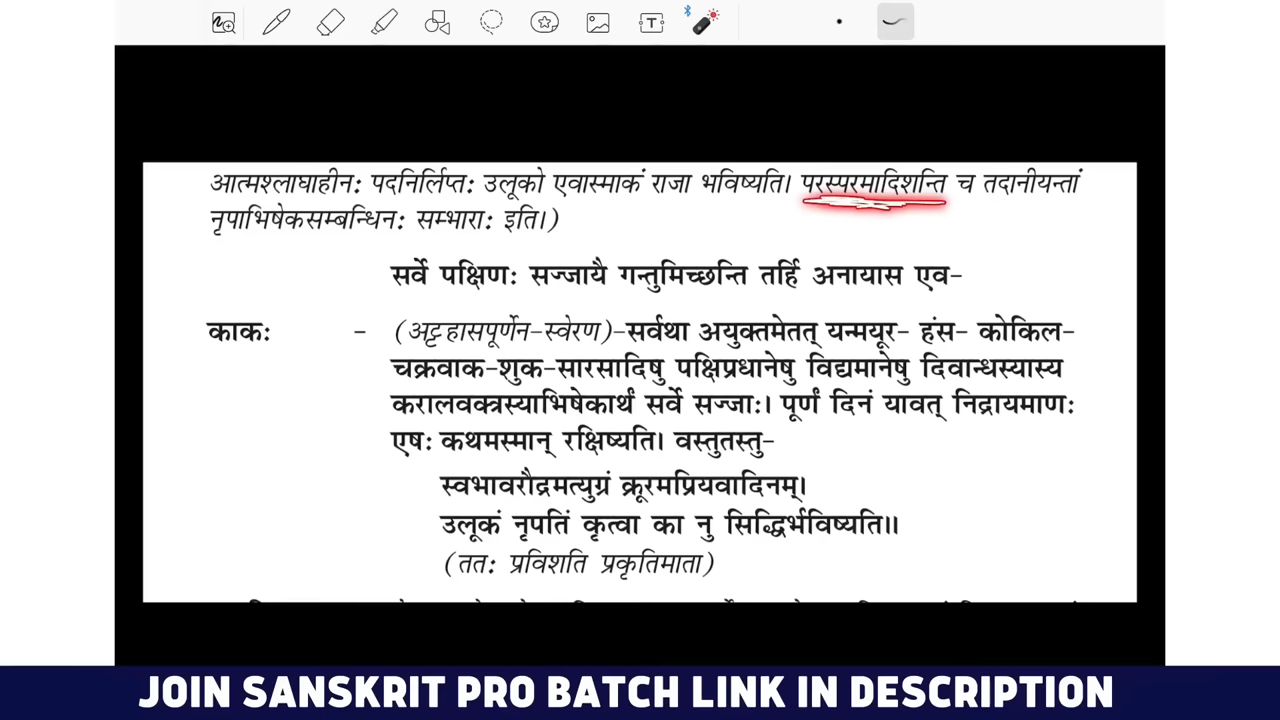 आत्मश्लाघाहीनः पदनिर्लिप्तः उलूको एवास्माकं राजा भविष्यति। परस्परमादिशन्ति च तदानीयन्तां
नृपाभिषेकसम्बन्धिनः सम्भाराः इति।)
सर्वे पक्षिणः सज्जायै गन्तुमिच्छन्ति तर्हि अनायास एव-
काकः - (अट्टहासपूर्णेन-स्वेरण)-सर्वथा अयुक्तमेतत् यन्मयूर- हंस- कोकिल-
चक्रवाक-शुक-सारसादिषु पक्षिप्रधानेषु विद्यमानेषु दिवान्धस्यास्य
करालवक्त्रस्याभिषेकार्थं सर्वे सज्जाः। पूर्णं दिनं यावत् निद्रायमाणः
एषः कथमस्मान् रक्षिष्यति। वस्तुतस्तु-
स्वभावरौद्रमत्युग्रं क्रूरमप्रियवादिनम्।
उलूकं नृपतिं कृत्वा का नु सिद्धिर्भविष्यति॥
(ततः प्रविशति प्रकृतिमाता)
JOIN SANSKRIT PRO BATCH LINK IN DESCRIPTION